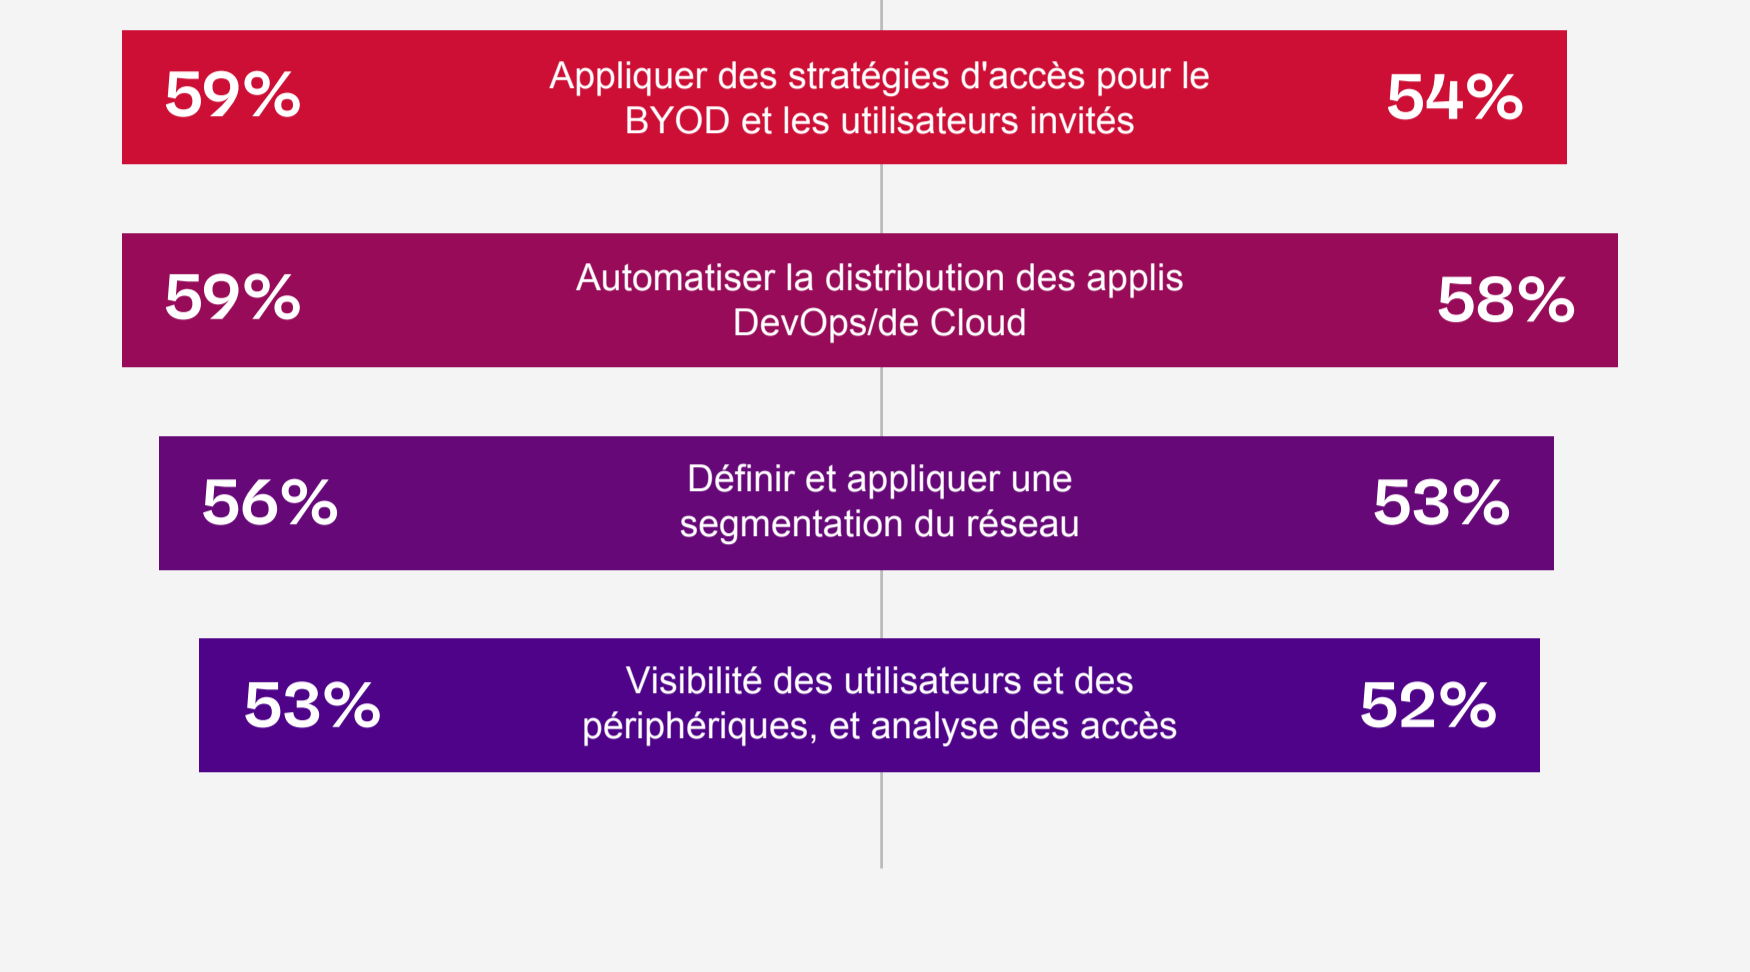 59%
Appliquer des stratégies d'accès pour le
BYOD et les utilisateurs invités
54%
59%
Automatiser la distribution des applis
DevOps/de Cloud
58%
56%
Définir et appliquer une
segmentation du réseau
53%
53%
Visibilité des utilisateurs et des
périphériques, et analyse des accès
52%